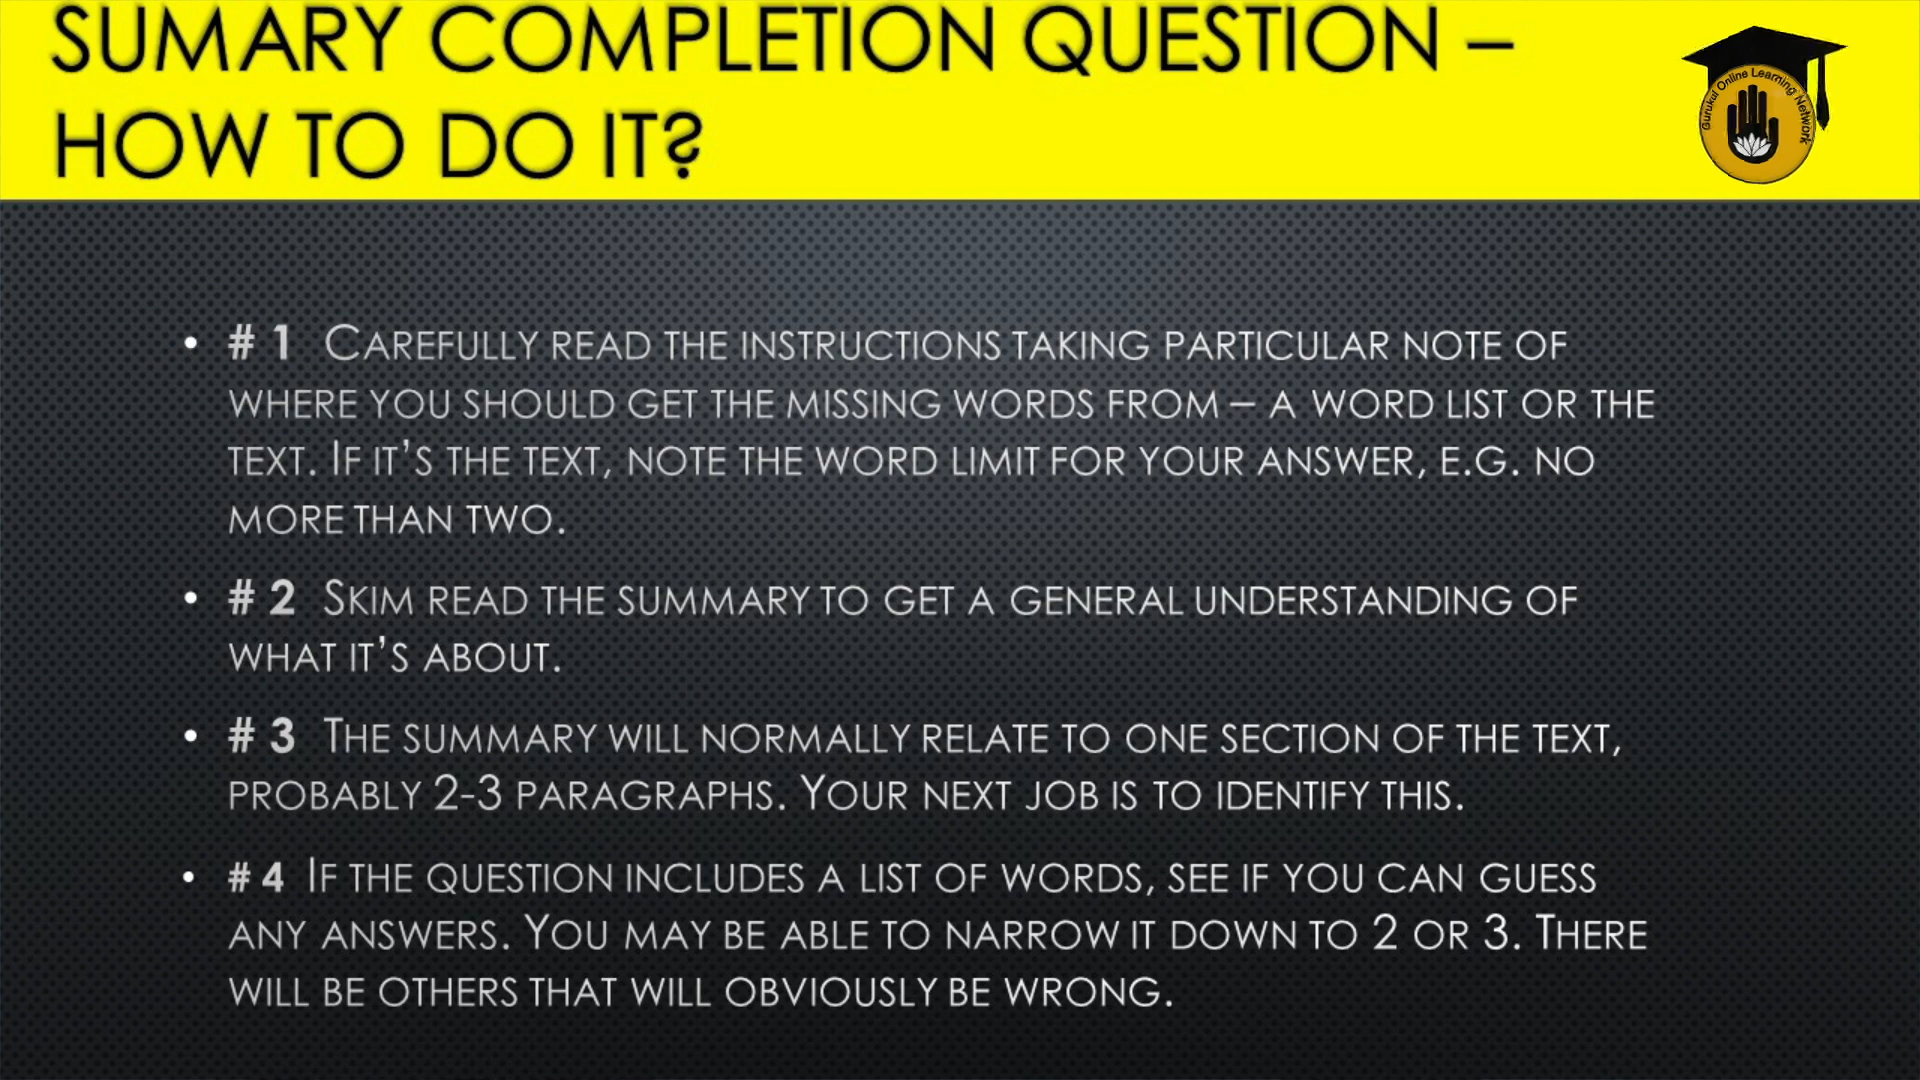 SUMARY COMPLETION QUESTION –
HOW TO DO IT?
Gurukul Online Learning Network
• # 1 CAREFULLY READ THE INSTRUCTIONS TAKING PARTICULAR NOTE OF
WHERE YOU SHOULD GET THE MISSING WORDS FROM – A WORD LIST OR THE
TEXT. IF IT’S THE TEXT, NOTE THE WORD LIMIT FOR YOUR ANSWER, E.G. NO
MORE THAN TWO.
• # 2 SKIM READ THE SUMMARY TO GET A GENERAL UNDERSTANDING OF
WHAT IT’S ABOUT.
• # 3 THE SUMMARY WILL NORMALLY RELATE TO ONE SECTION OF THE TEXT,
PROBABLY 2-3 PARAGRAPHS. YOUR NEXT JOB IS TO IDENTIFY THIS.
• # 4 IF THE QUESTION INCLUDES A LIST OF WORDS, SEE IF YOU CAN GUESS
ANY ANSWERS. YOU MAY BE ABLE TO NARROW IT DOWN TO 2 OR 3. THERE
WILL BE OTHERS THAT WILL OBVIOUSLY BE WRONG.